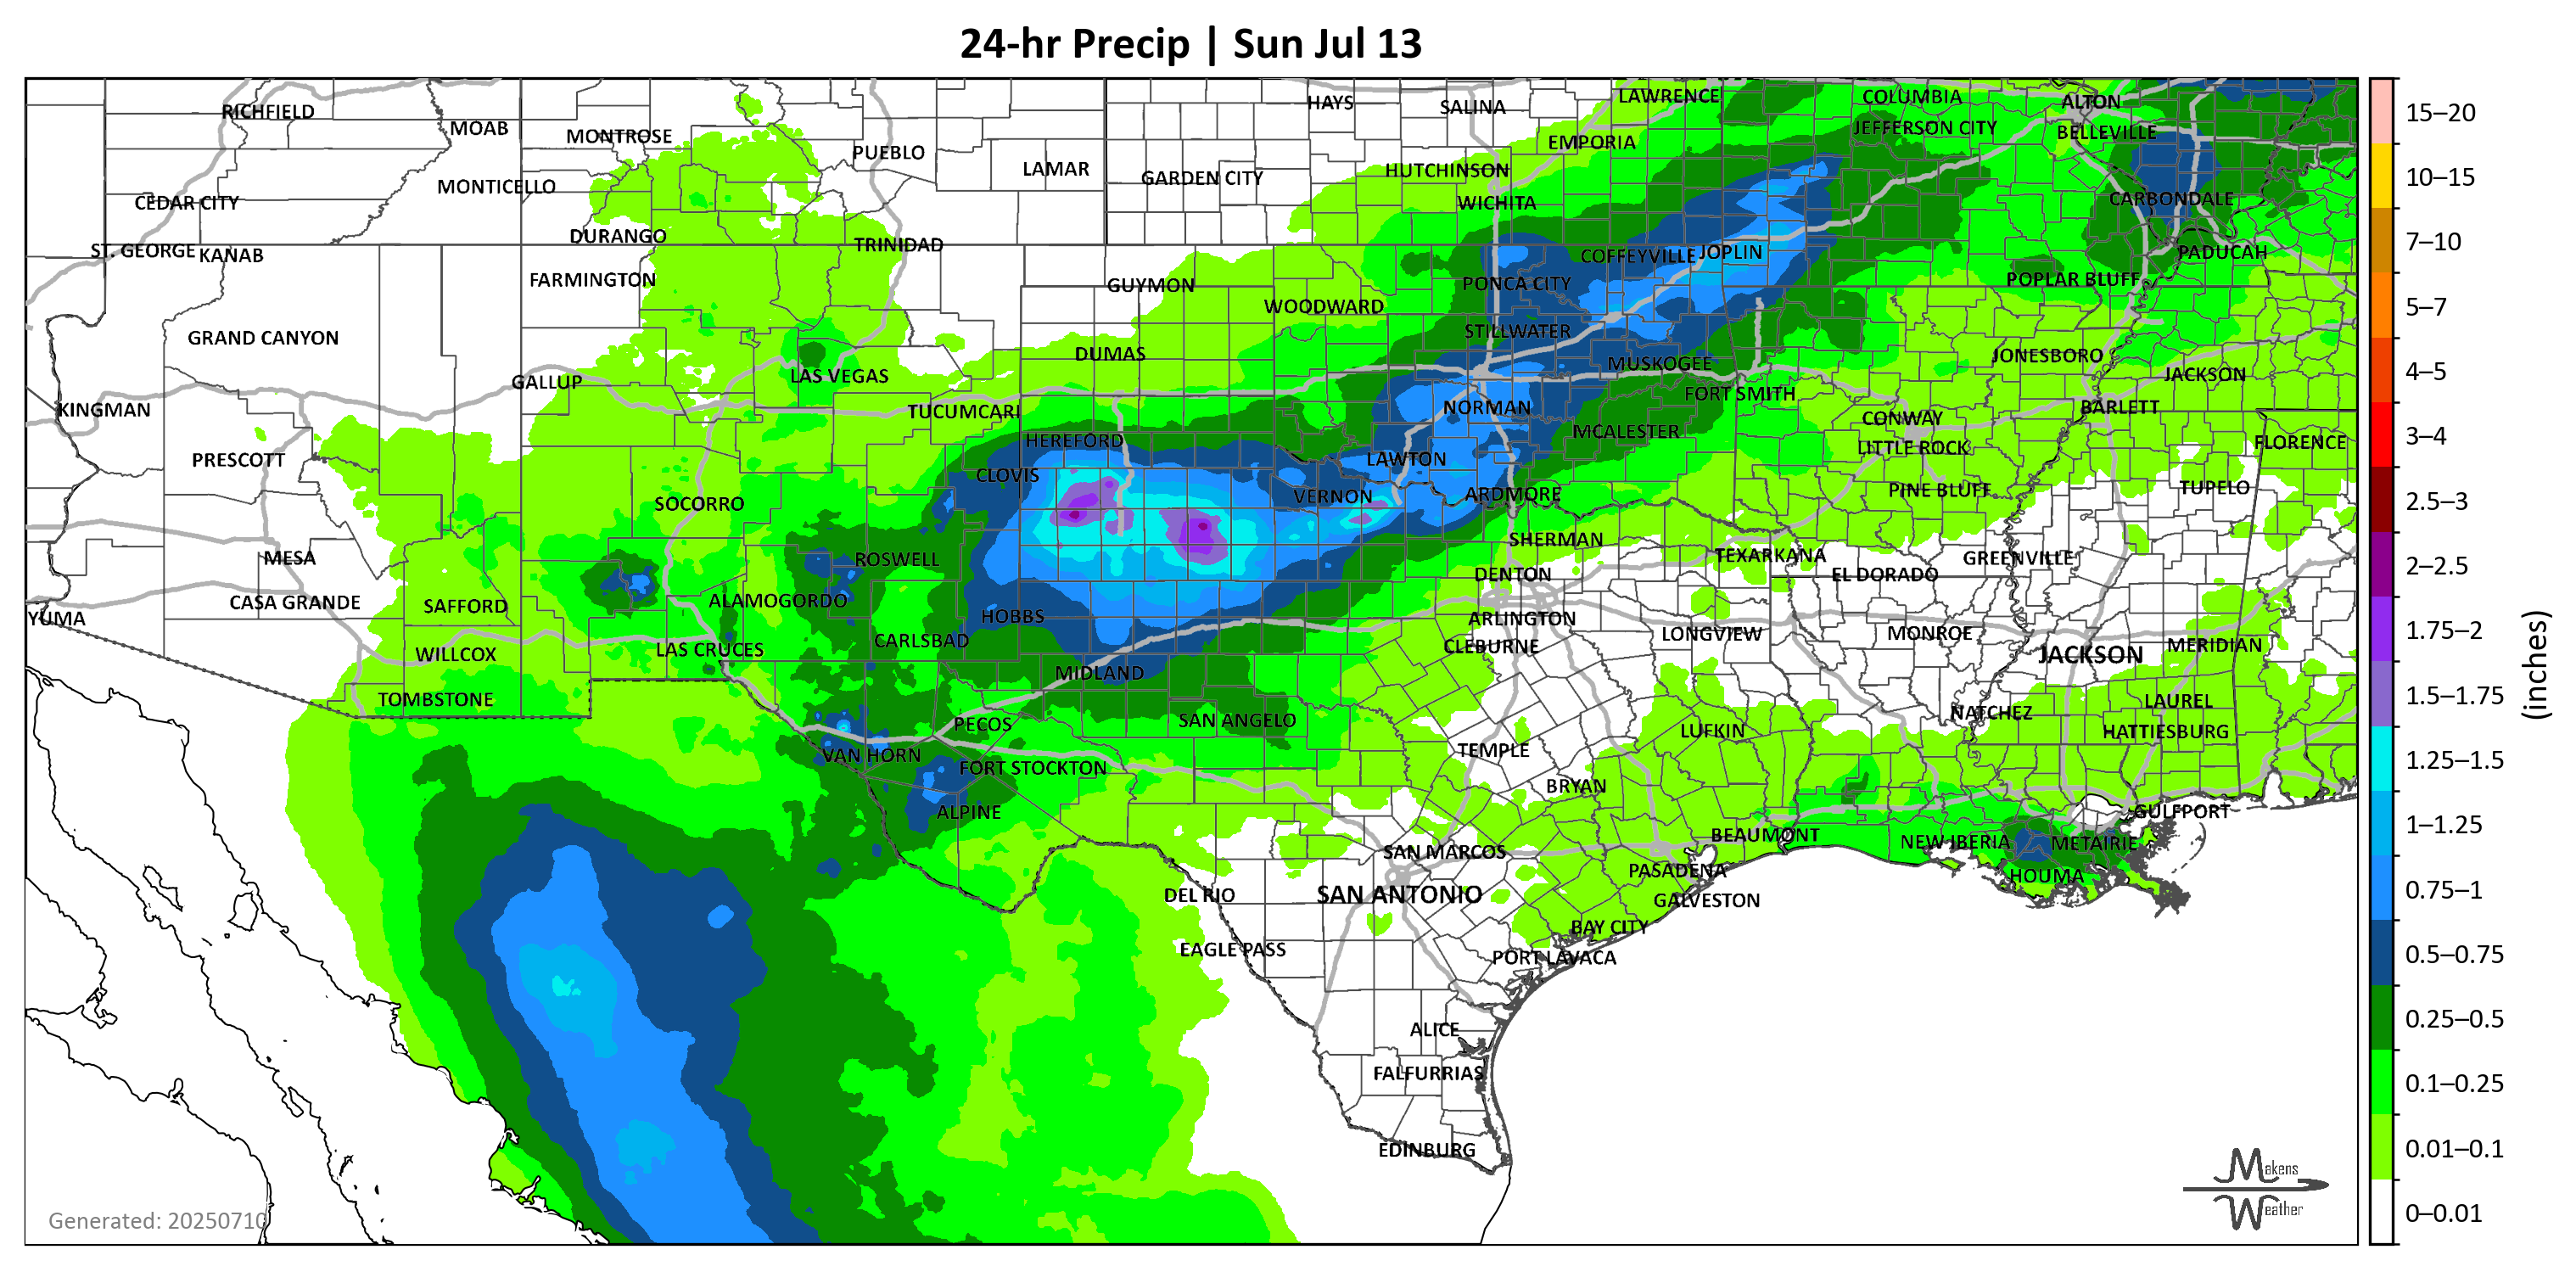 24-hr Precip | Sun Jul 13
RICHFIELD
MOAB
MONTROSE
PUEBLO
LAMAR
GARDEN CITY
HAYS
SALINA
LAWRENCE
COLUMBIA
ALTON
EMPORIA
JEFFERSON CITY
BELLEVILLE
HUTCHINSON
MONTICELLO
CEDAR CITY
WICHITA
CARBONDALE
DURANGO
TRINIDAD
ST. GEORGE
KANAB
COFFEYVILLE
JOPLIN
PADUCAH
FARMINGTON
GUYMON
PONCA CITY
POPLAR BLUFF
WOODWARD
GRAND CANYON
STILLWATER
DUMAS
MUSKOGEE
JONESBORO
GALLUP
LAS VEGAS
FORT SMITH
JACKSON
KINGMAN
TUCUMCARI
NORMAN
BARLETT
CONWAY
HEREFORD
MCALESTER
LITTLE ROCK
FLORENCE
PRESCOTT
CLOVIS
LAWTON
SOCORRO
VERNON
ARDMORE
PINE BLUFF
TUPELO
SHERMAN
MESA
ROSWELL
TEXARKANA
GREENVILLE
DENTON
EL DORADO
CASA GRANDE
SAFFORD
ALAMOGORDO
YUMA
HOBBS
ARLINGTON
LONGVIEW
MONROE
WILLCOX
LAS CRUCES
CARLSBAD
CLEBURNE
JACKSON
MERIDIAN
MIDLAND
TOMBSTONE
LAUREL
PECOS
SAN ANGELO
NATCHEZ
LUFKIN
HATTIESBURG
VAN HORN
FORT STOCKTON
TEMPLE
BRYAN
ALPINE
GULFPORT
BEAUMONT
NEW IBERIA
METAIRIE
SAN MARCOS
PASADENA
HOUMA
DEL RIO
SAN ANTONIO
GALVESTON
BAY CITY
EAGLE PASS
PORT LAVACA
ALICE
FALFURRIAS
EDINBURG
15–20
10–15
7–10
5–7
4–5
3–4
2.5–3
2–2.5
1.75–2
1.5–1.75
1.25–1.5
1–1.25
0.75–1
0.5–0.75
0.25–0.5
0.1–0.25
0.01–0.1
0–0.01
(inches)
Generated: 20250710
Makens
Weather